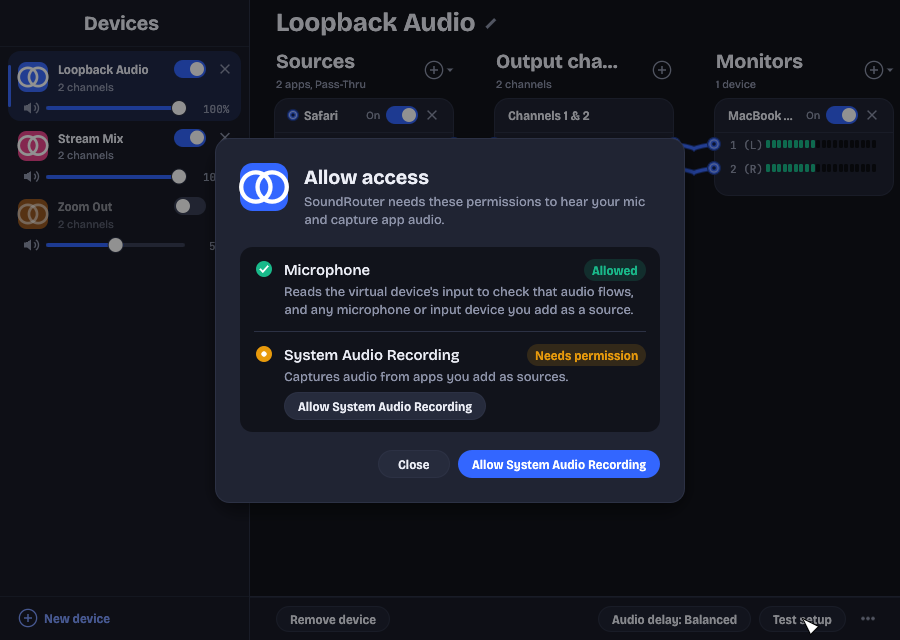 Devices
Loopback Audio
2 channels
100%
Stream Mix
2 channels
Zoom Out
2 channels
New device
Loopback Audio
Sources
2 apps, Pass-Thru
Safari
On
Output cha...
2 channels
Channels 1 & 2
Monitors
1 device
MacBook ...
On
1 (L)
2 (R)
Allow access
SoundRouter needs these permissions to hear your mic
and capture app audio.
Microphone
Allowed
Reads the virtual device's input to check that audio flows,
and any microphone or input device you add as a source.
System Audio Recording
Needs permission
Captures audio from apps you add as sources.
Allow System Audio Recording
Close
Allow System Audio Recording
Remove device
Audio delay: Balanced
Test setup